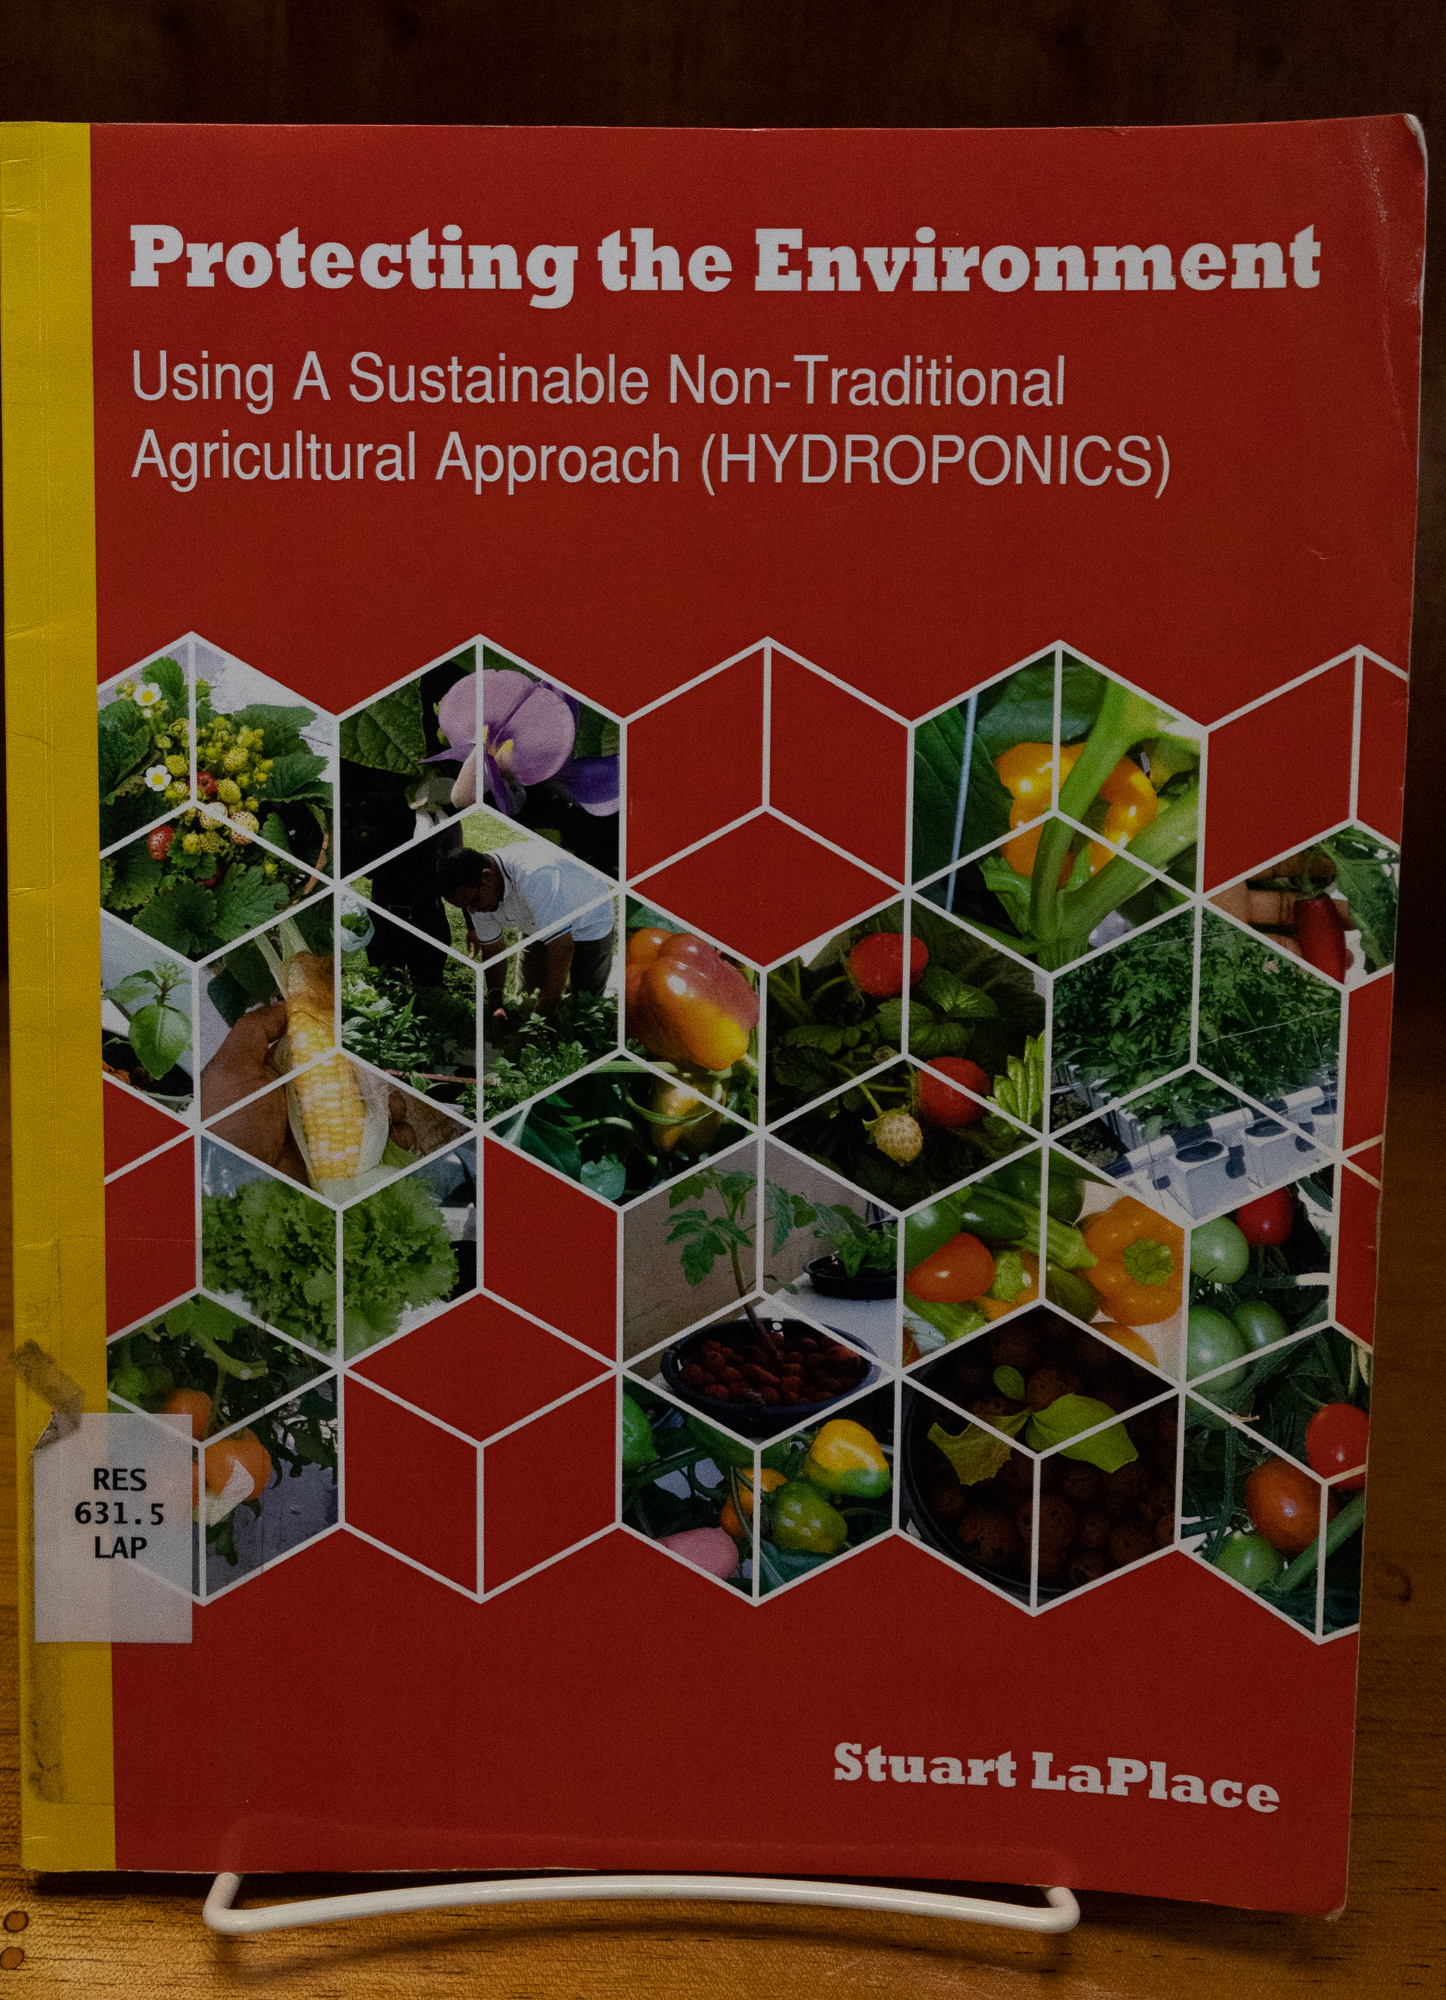 Protecting the Environment
Using A Sustainable Non-Traditional
Agricultural Approach (HYDROPONICS)
RES
631.5
LAP
Stuart LaPlace